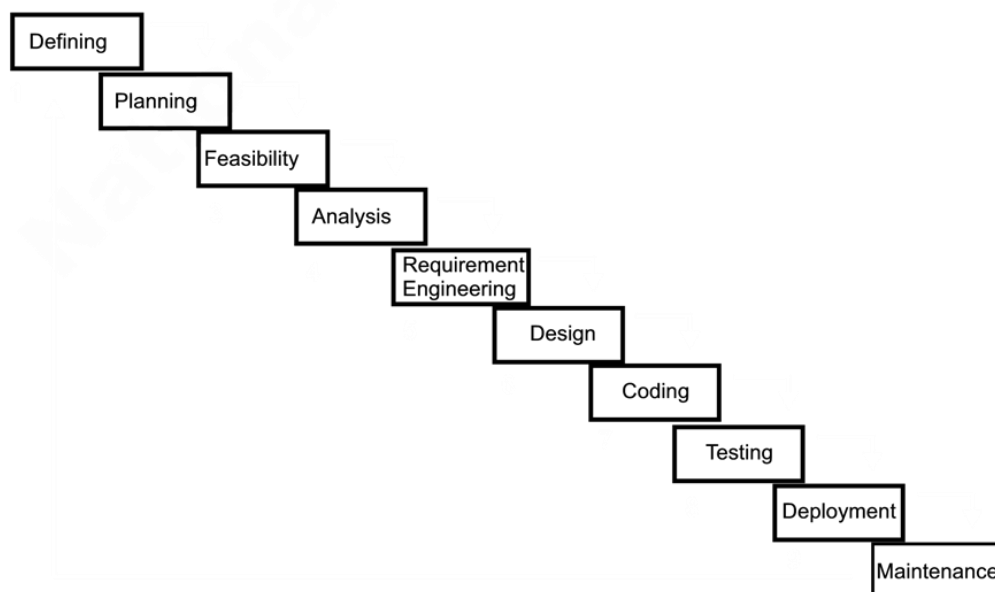 Defining
Planning
Feasibility
Analysis
Requirement
Engineering
Design
Coding
Testing
Deployment
Maintenance